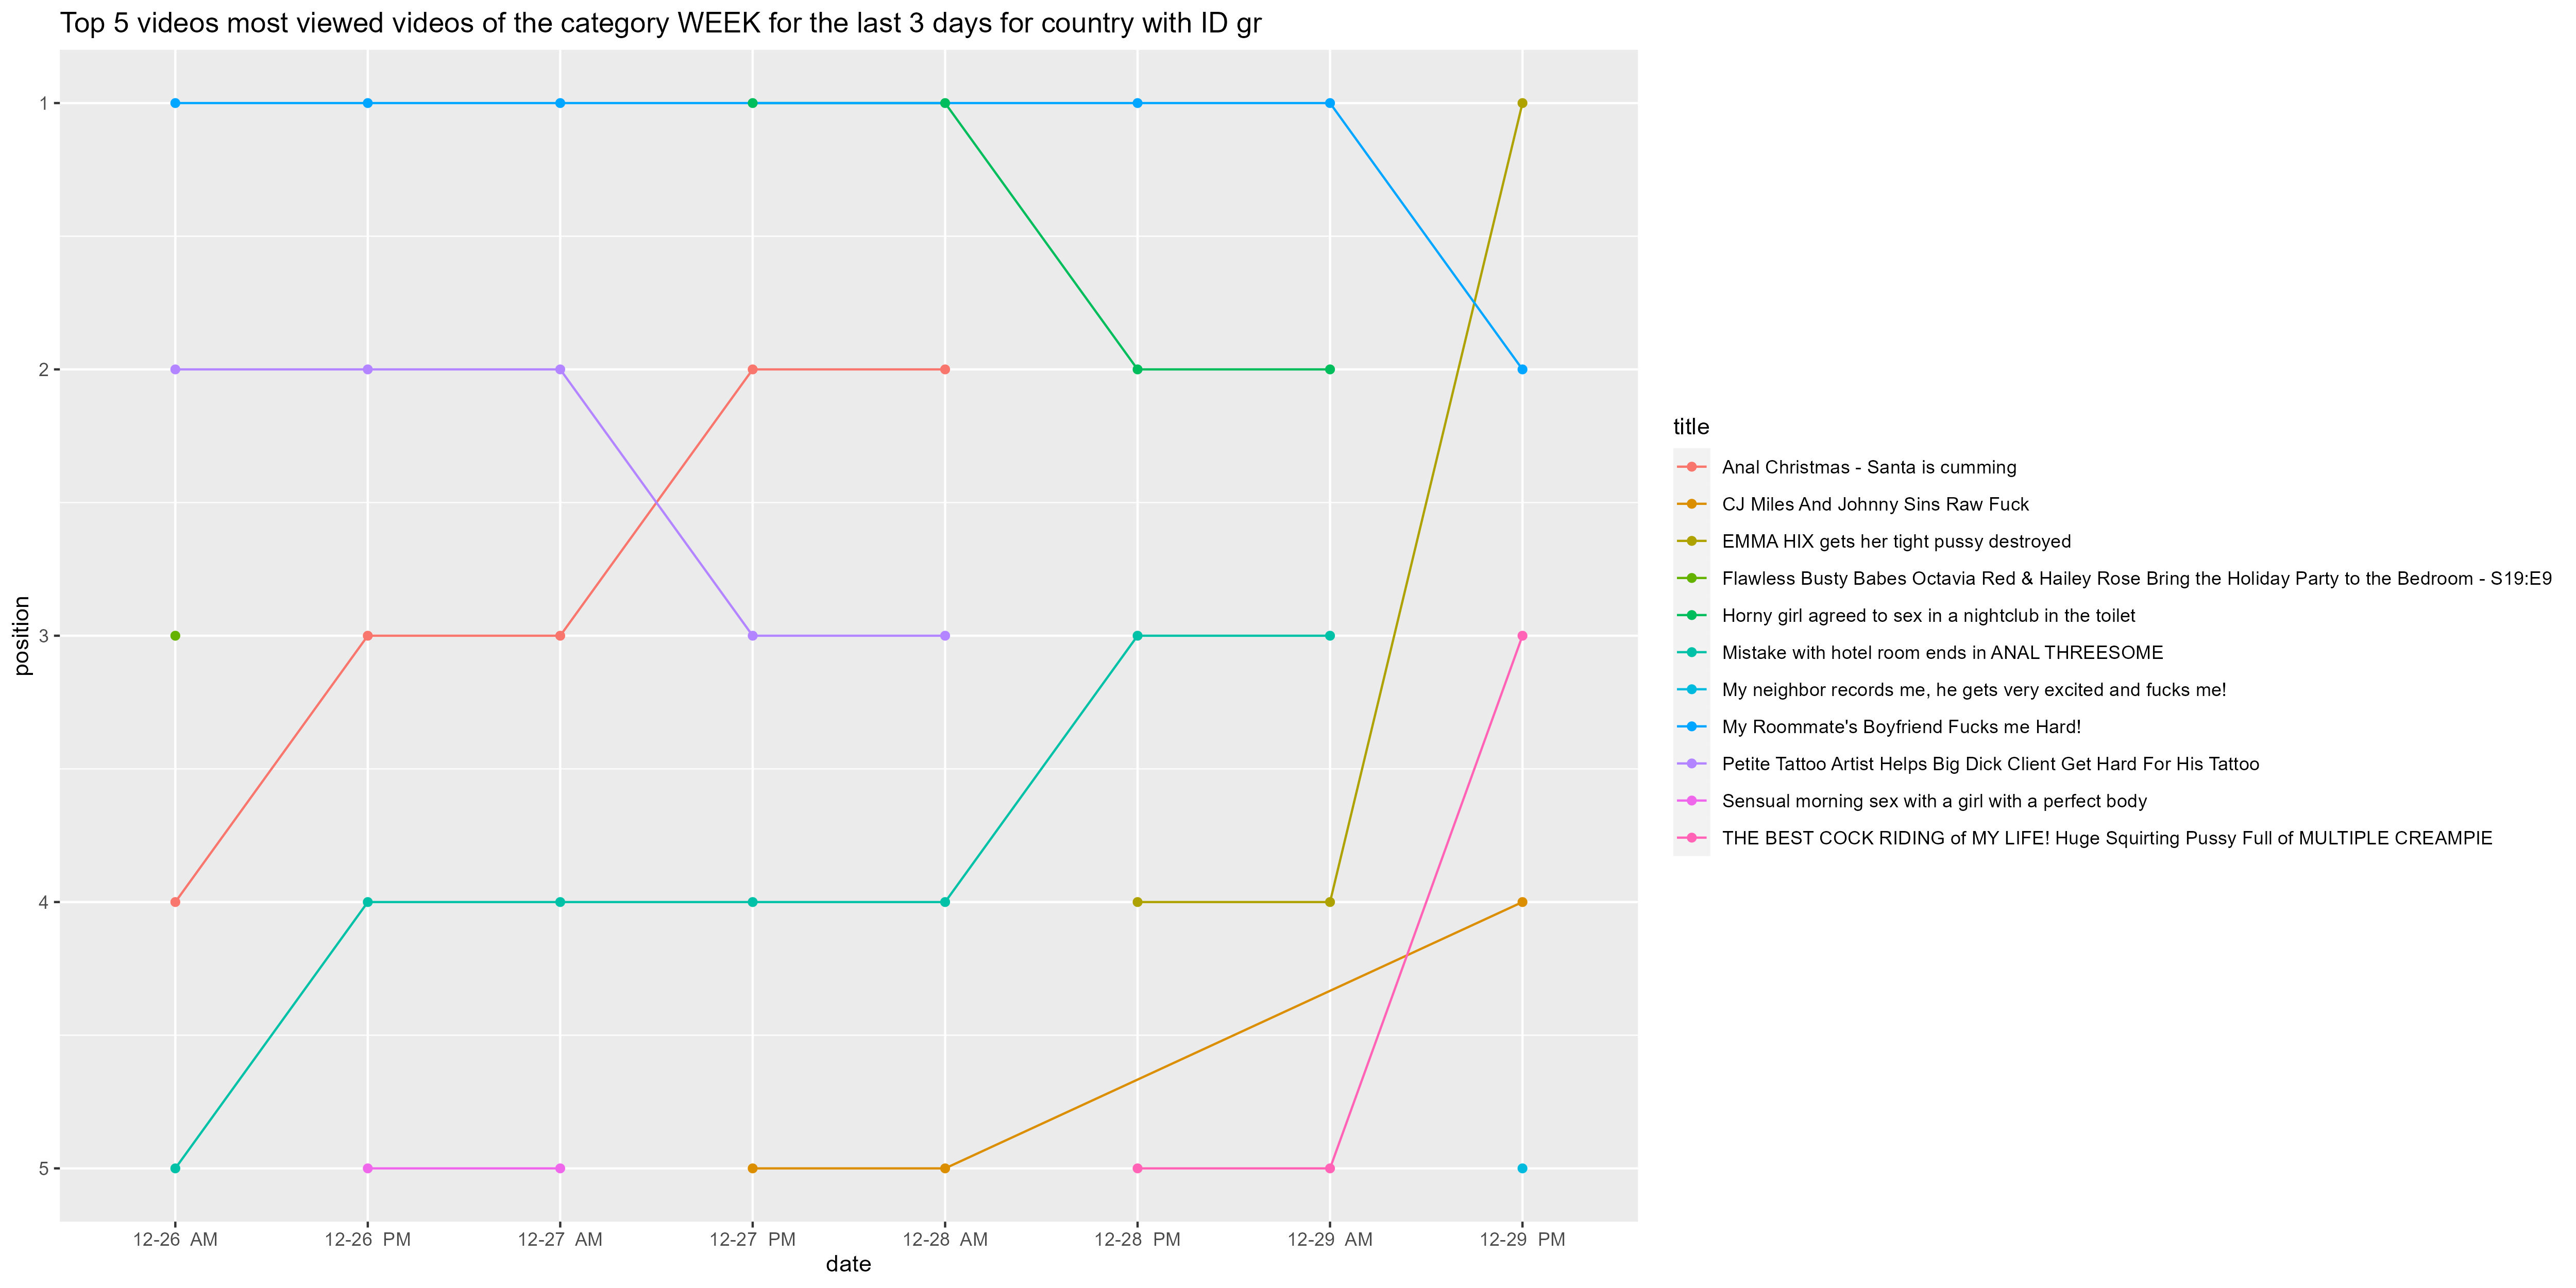 Top 5 videos most viewed videos of the category WEEK for the last 3 days for country with ID gr
position
1
2
3
4
5
12-26 AM
12-26 PM
12-27 AM
12-27 PM
12-28 AM
12-28 PM
12-29 AM
12-29 PM
date
title
Anal Christmas - Santa is cumming
CJ Miles And Johnny Sins Raw Fuck
EMMA HIX gets her tight pussy destroyed
Flawless Busty Babes Octavia Red & Hailey Rose Bring the Holiday Party to the Bedroom - S19:E9
Horny girl agreed to sex in a nightclub in the toilet
Mistake with hotel room ends in ANAL THREESOME
My neighbor records me, he gets very excited and fucks me!
My Roommate's Boyfriend Fucks me Hard!
Petite Tattoo Artist Helps Big Dick Client Get Hard For His Tattoo
Sensual morning sex with a girl with a perfect body
THE BEST COCK RIDING of MY LIFE! Huge Squirting Pussy Full of MULTIPLE CREAMPIE